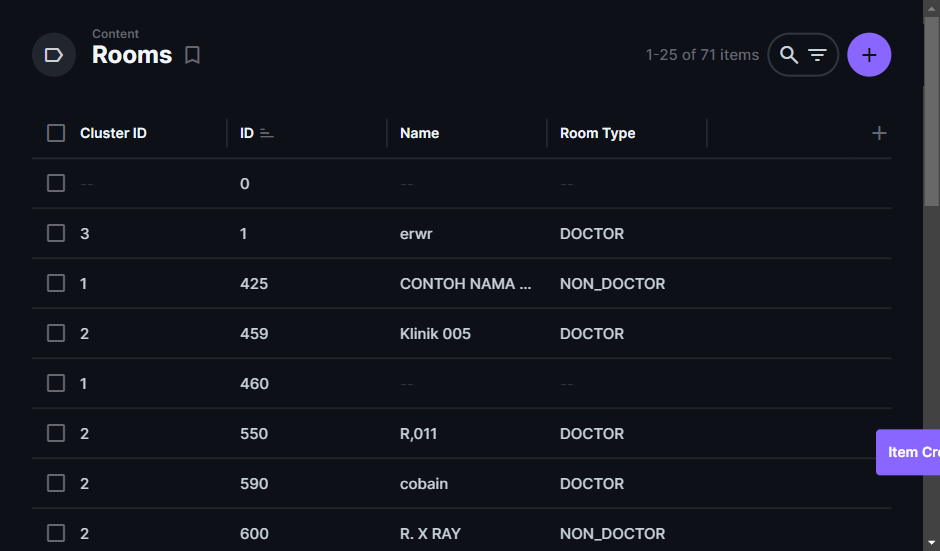 Content
Rooms
1-25 of 71 items
Cluster ID ID Name Room Type
-- 0 -- --
3 1 erwr DOCTOR
1 425 CONTOH NAMA ... NON_DOCTOR
2 459 Klinik 005 DOCTOR
1 460 -- --
2 550 R,011 DOCTOR
Item Cre
2 590 cobain DOCTOR
2 600 R. X RAY NON_DOCTOR